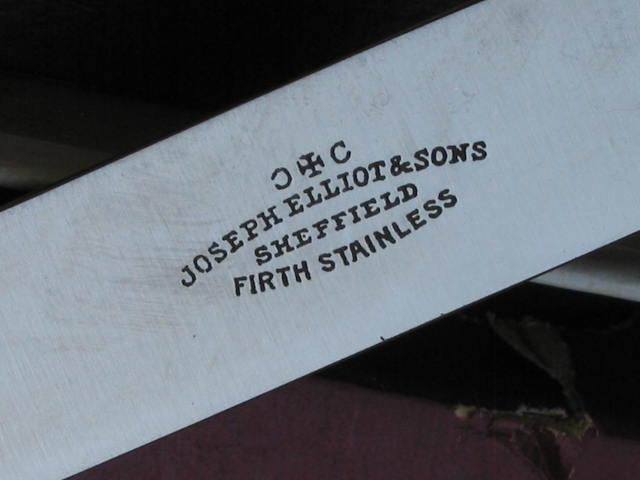 Ɔ ✠ C
JOSEPH ELLIOT & SONS
SHEFFIELD
FIRTH STAINLESS